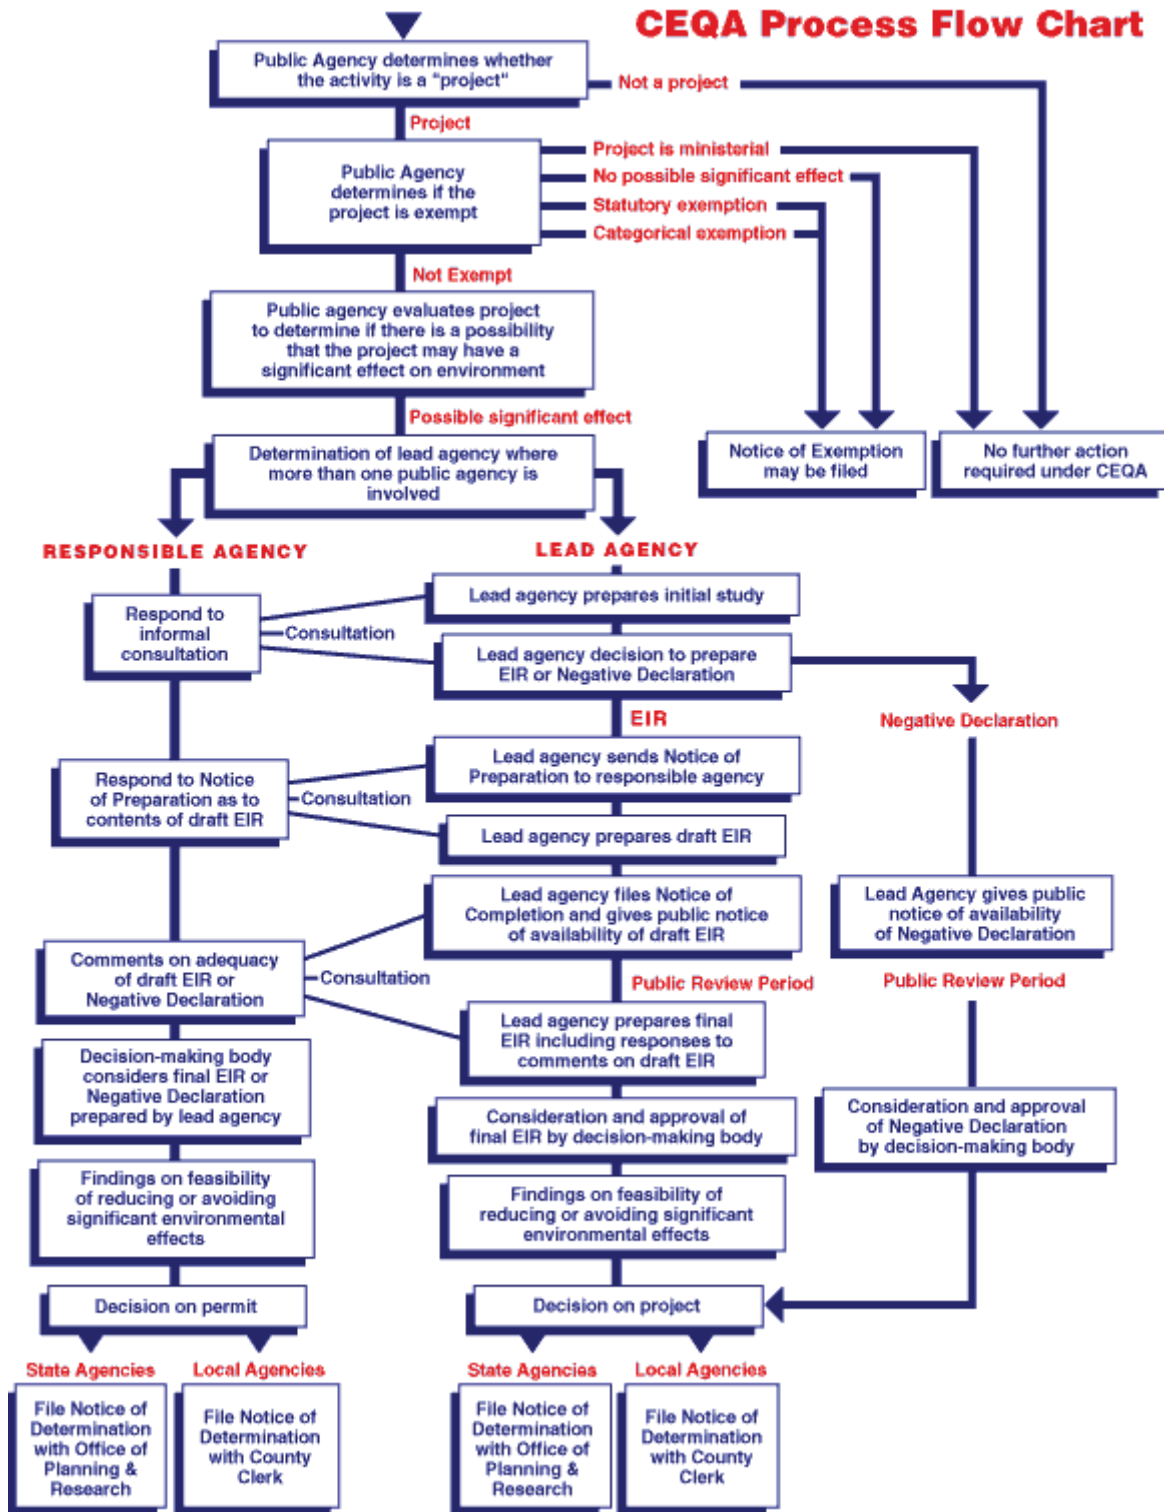 CEQA Process Flow Chart
Public Agency determines whether
the activity is a "project"
Not a project
Project
Public Agency
determines if the
project is exempt
Project is ministerial
No possible significant effect
Statutory exemption
Categorical exemption
Not Exempt
Public agency evaluates project
to determine if there is a possibility
that the project may have a
significant effect on environment
Possible significant effect
Determination of lead agency where
more than one public agency is
involved
Notice of Exemption
may be filed
No further action
required under CEQA
RESPONSIBLE AGENCY
LEAD AGENCY
Respond to
informal
consultation
Consultation
Lead agency prepares initial study
Lead agency decision to prepare
EIR or Negative Declaration
EIR
Negative Declaration
Respond to Notice
of Preparation as to
contents of draft EIR
Consultation
Lead agency sends Notice of
Preparation to responsible agency
Lead agency prepares draft EIR
Lead agency files Notice of
Completion and gives public notice
of availability of draft EIR
Lead Agency gives public
notice of availability
of Negative Declaration
Comments on adequacy
of draft EIR or
Negative Declaration
Consultation
Public Review Period
Public Review Period
Lead agency prepares final
EIR including responses to
comments on draft EIR
Decision-making body
considers final EIR or
Negative Declaration
prepared by lead agency
Consideration and approval of
final EIR by decision-making body
Consideration and approval
of Negative Declaration
by decision-making body
Findings on feasibility
of reducing or avoiding
significant environmental
effects
Findings on feasibility of
reducing or avoiding significant
environmental effects
Decision on permit
Decision on project
State Agencies
Local Agencies
State Agencies
Local Agencies
File Notice of
Determination
with Office of
Planning &
Research
File Notice of
Determination
with County
Clerk
File Notice of
Determination
with Office of
Planning &
Research
File Notice of
Determination
with County
Clerk